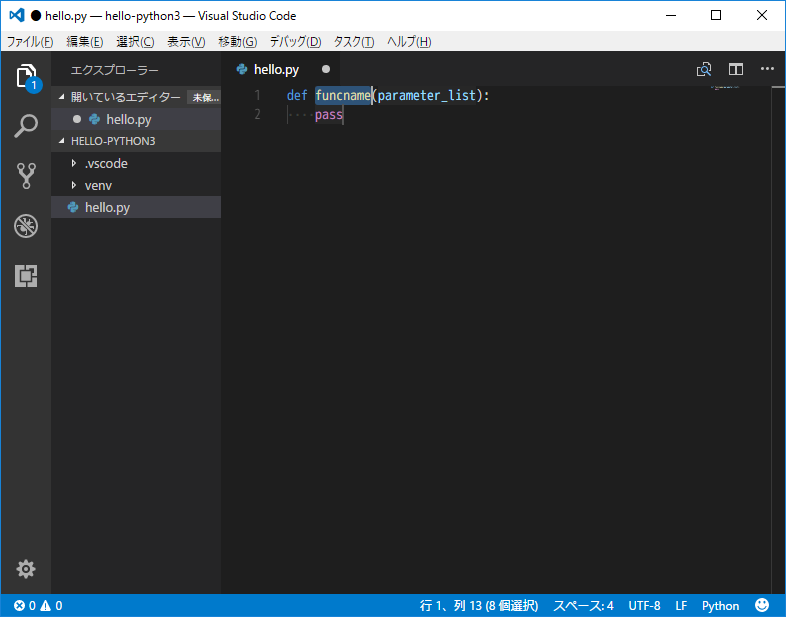 hello.py — hello-python3 — Visual Studio Code
ファイル(F) 編集(E) 選択(C) 表示(V) 移動(G) デバッグ(D) タスク(T) ヘルプ(H)
1
エクスプローラー
開いているエディター 未保...
hello.py
HELLO-PYTHON3
.vscode
venv
hello.py
hello.py
1 def funcname(parameter_list):
2 ····pass
0 0 行 1、列 13 (8 個選択) スペース: 4 UTF-8 LF Python